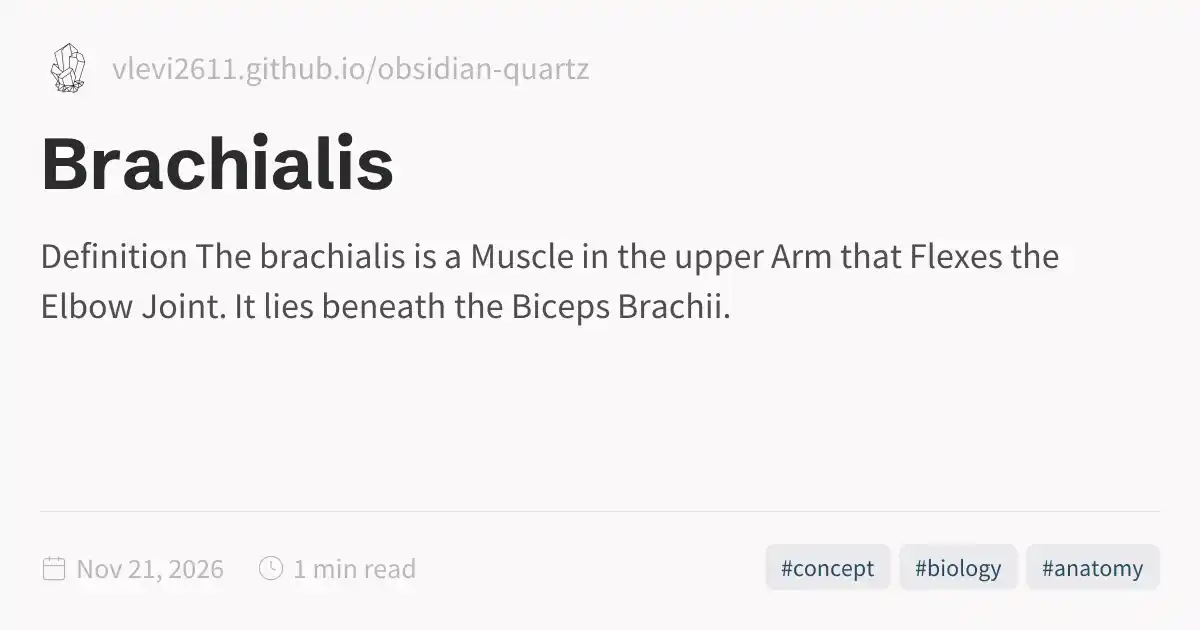 vlevi2611.github.io/obsidian-quartz
Brachialis
Definition The brachialis is a Muscle in the upper Arm that Flexes the
Elbow Joint. It lies beneath the Biceps Brachii.
Nov 21, 2026 1 min read #concept #biology #anatomy